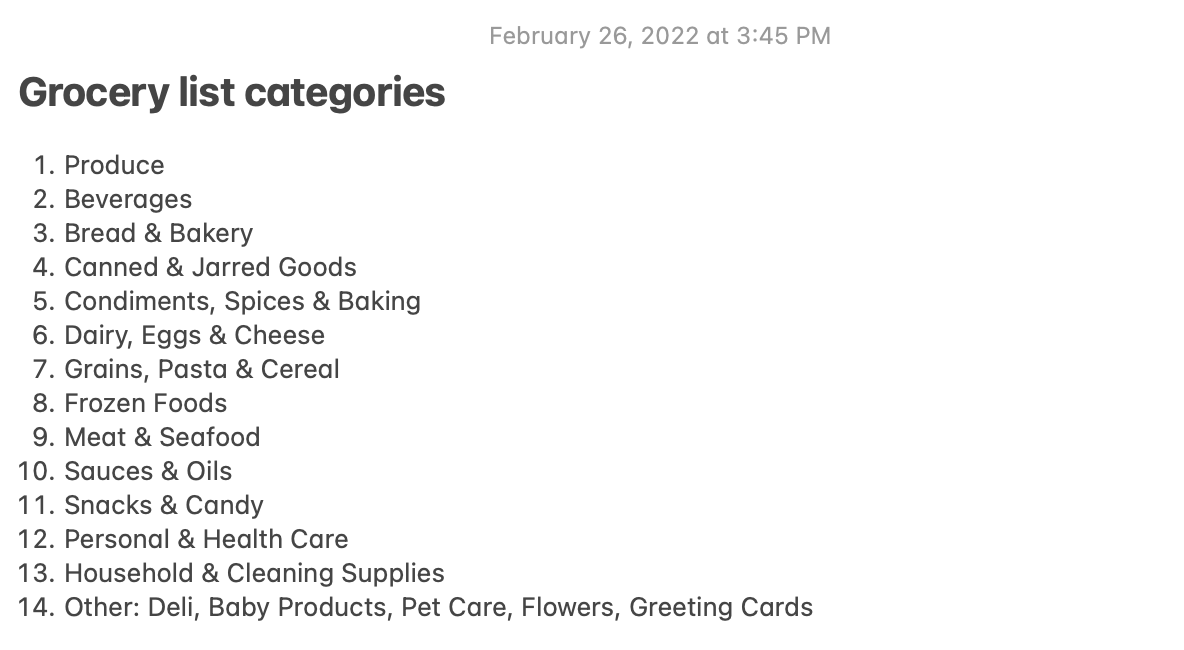 February 26, 2022 at 3:45 PM
Grocery list categories
1. Produce
2. Beverages
3. Bread & Bakery
4. Canned & Jarred Goods
5. Condiments, Spices & Baking
6. Dairy, Eggs & Cheese
7. Grains, Pasta & Cereal
8. Frozen Foods
9. Meat & Seafood
10. Sauces & Oils
11. Snacks & Candy
12. Personal & Health Care
13. Household & Cleaning Supplies
14. Other: Deli, Baby Products, Pet Care, Flowers, Greeting Cards